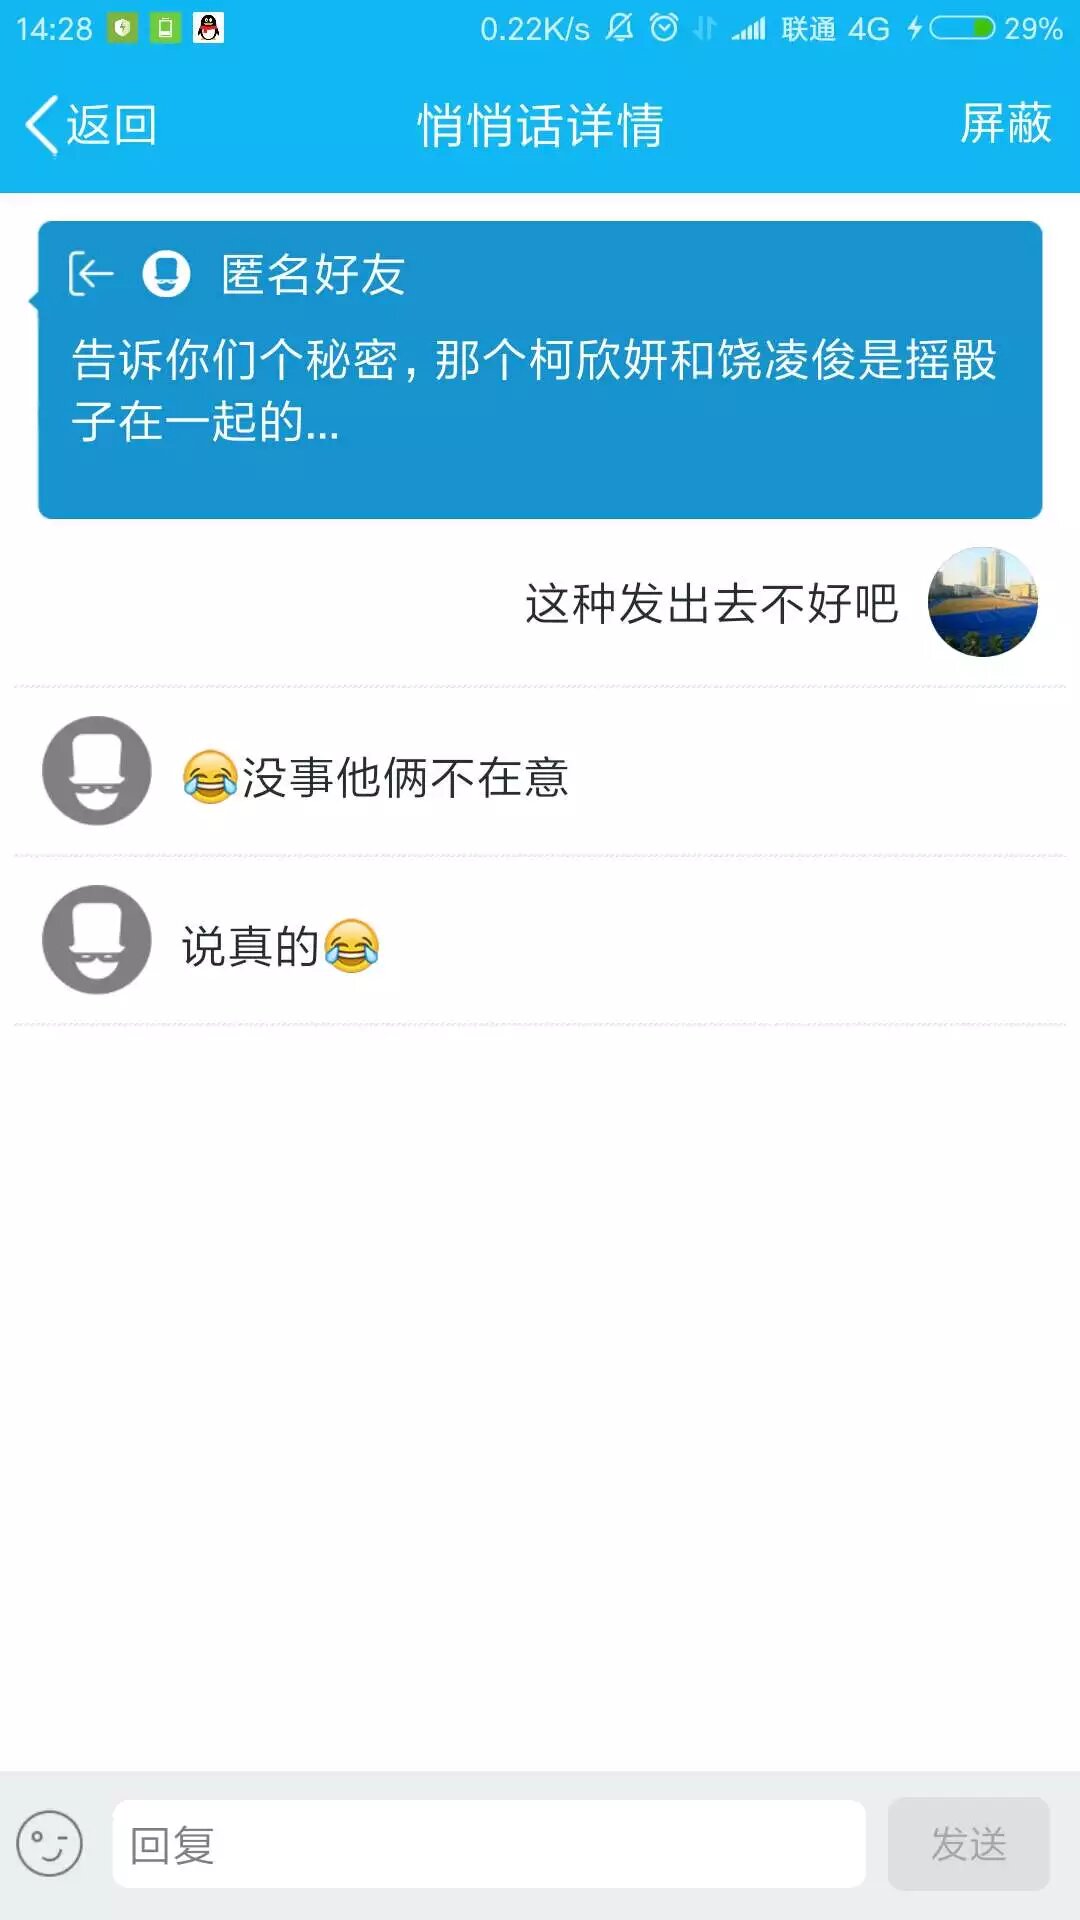 14:28 0.22K/s 联通 4G 29%
返回 悄悄话详情 屏蔽
匿名好友
告诉你们个秘密，那个柯欣妍和饶凌俊是摇骰
子在一起的...
这种发出去不好吧
😂没事他俩不在意
说真的😂
回复 发送